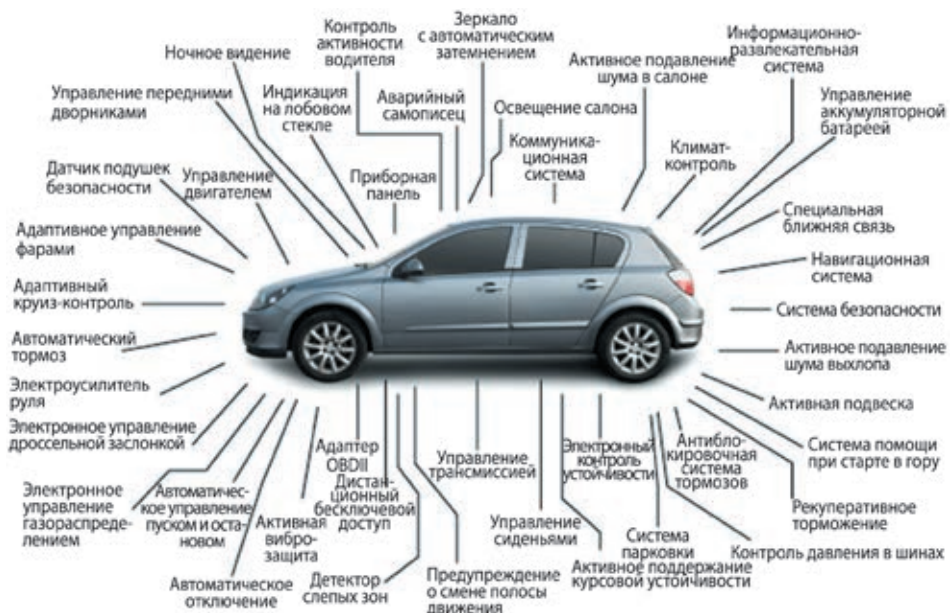 Ночное видение
Контроль
активности
водителя
Зеркало
с автоматическим
затемнением
Активное подавление
шума в салоне
Информационно-
развлекательная
система
Управление передними
дворниками
Индикация
на лобовом
стекле
Аварийный
самописец
Освещение салона
Управление
аккумуляторной
батареей
Датчик подушек
безопасности
Управление
двигателем
Приборная
панель
Коммуника-
ционная
система
Климат-
контроль
Адаптивное управление
фарами
Специальная
ближняя связь
Адаптивный
круиз-контроль
Навигационная
система
Автоматический
тормоз
Система безопасности
Электроусилитель
руля
Активное подавление
шума выхлопа
Электронное управление
дроссельной заслонкой
Активная подвеска
Электронное
управление
газораспреде-
лением
Автоматичес-
кое управление
пуском и оста-
новом
Автоматическое
отключение
Активная
вибро-
защита
Адаптер
OBDII
Дистан-
ционный
бесключевой
доступ
Детектор
слепых зон
Предупреждение
о смене полосы
движения
Управление
трансмиссией
Управление
сиденьями
Электронный
контроль
устойчивости
Активное поддержание
курсовой устойчивости
Система
парковки
Антибло-
кировочная
система
тормозов
Контроль давления в шинах
Рекуперативное
торможение
Система помощи
при старте в гору